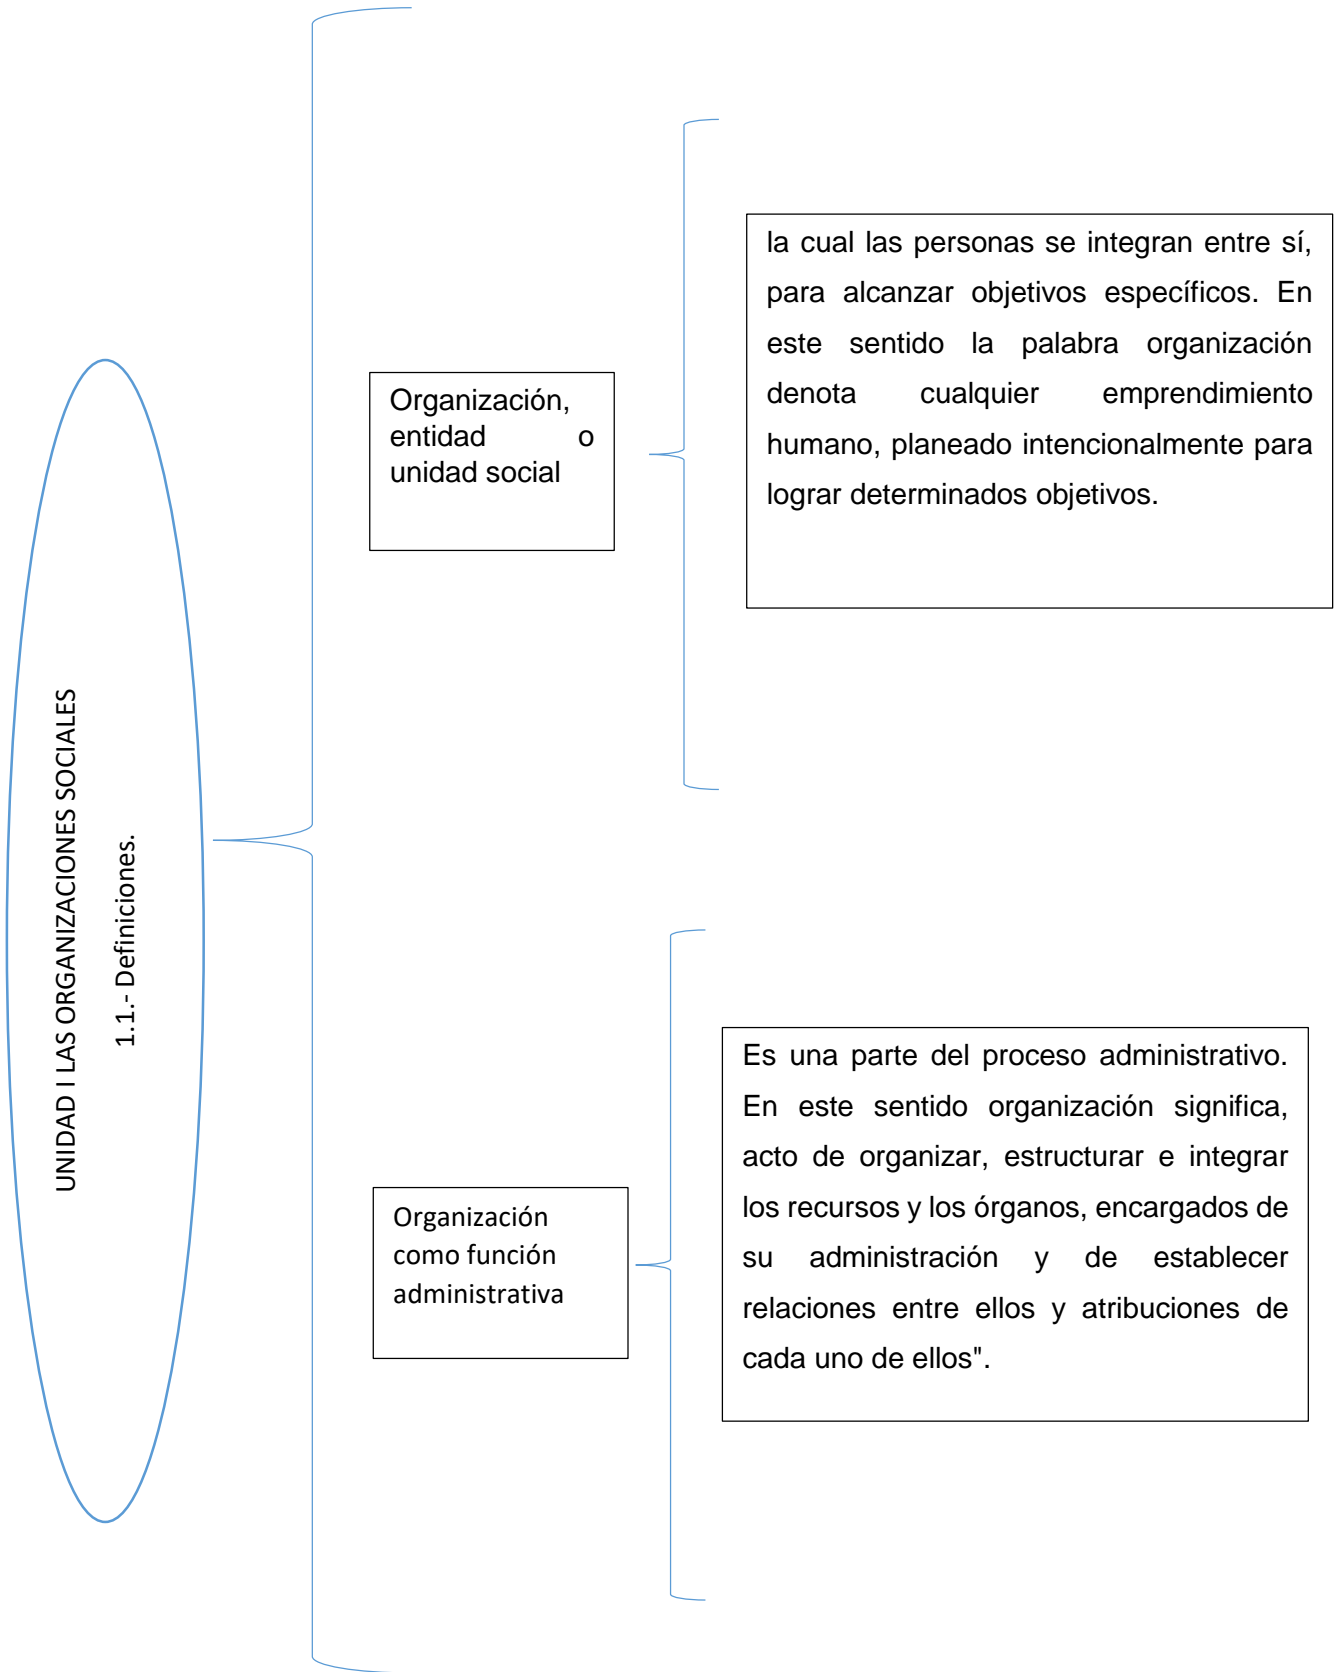 UNIDAD I LAS ORGANIZACIONES SOCIALES
1.1.- Definiciones.
Organización,
entidad o
unidad social
la cual las personas se integran entre sí,
para alcanzar objetivos específicos. En
este sentido la palabra organización
denota cualquier emprendimiento
humano, planeado intencionalmente para
lograr determinados objetivos.
Organización
como función
administrativa
Es una parte del proceso administrativo.
En este sentido organización significa,
acto de organizar, estructurar e integrar
los recursos y los órganos, encargados de
su administración y de establecer
relaciones entre ellos y atribuciones de
cada uno de ellos".